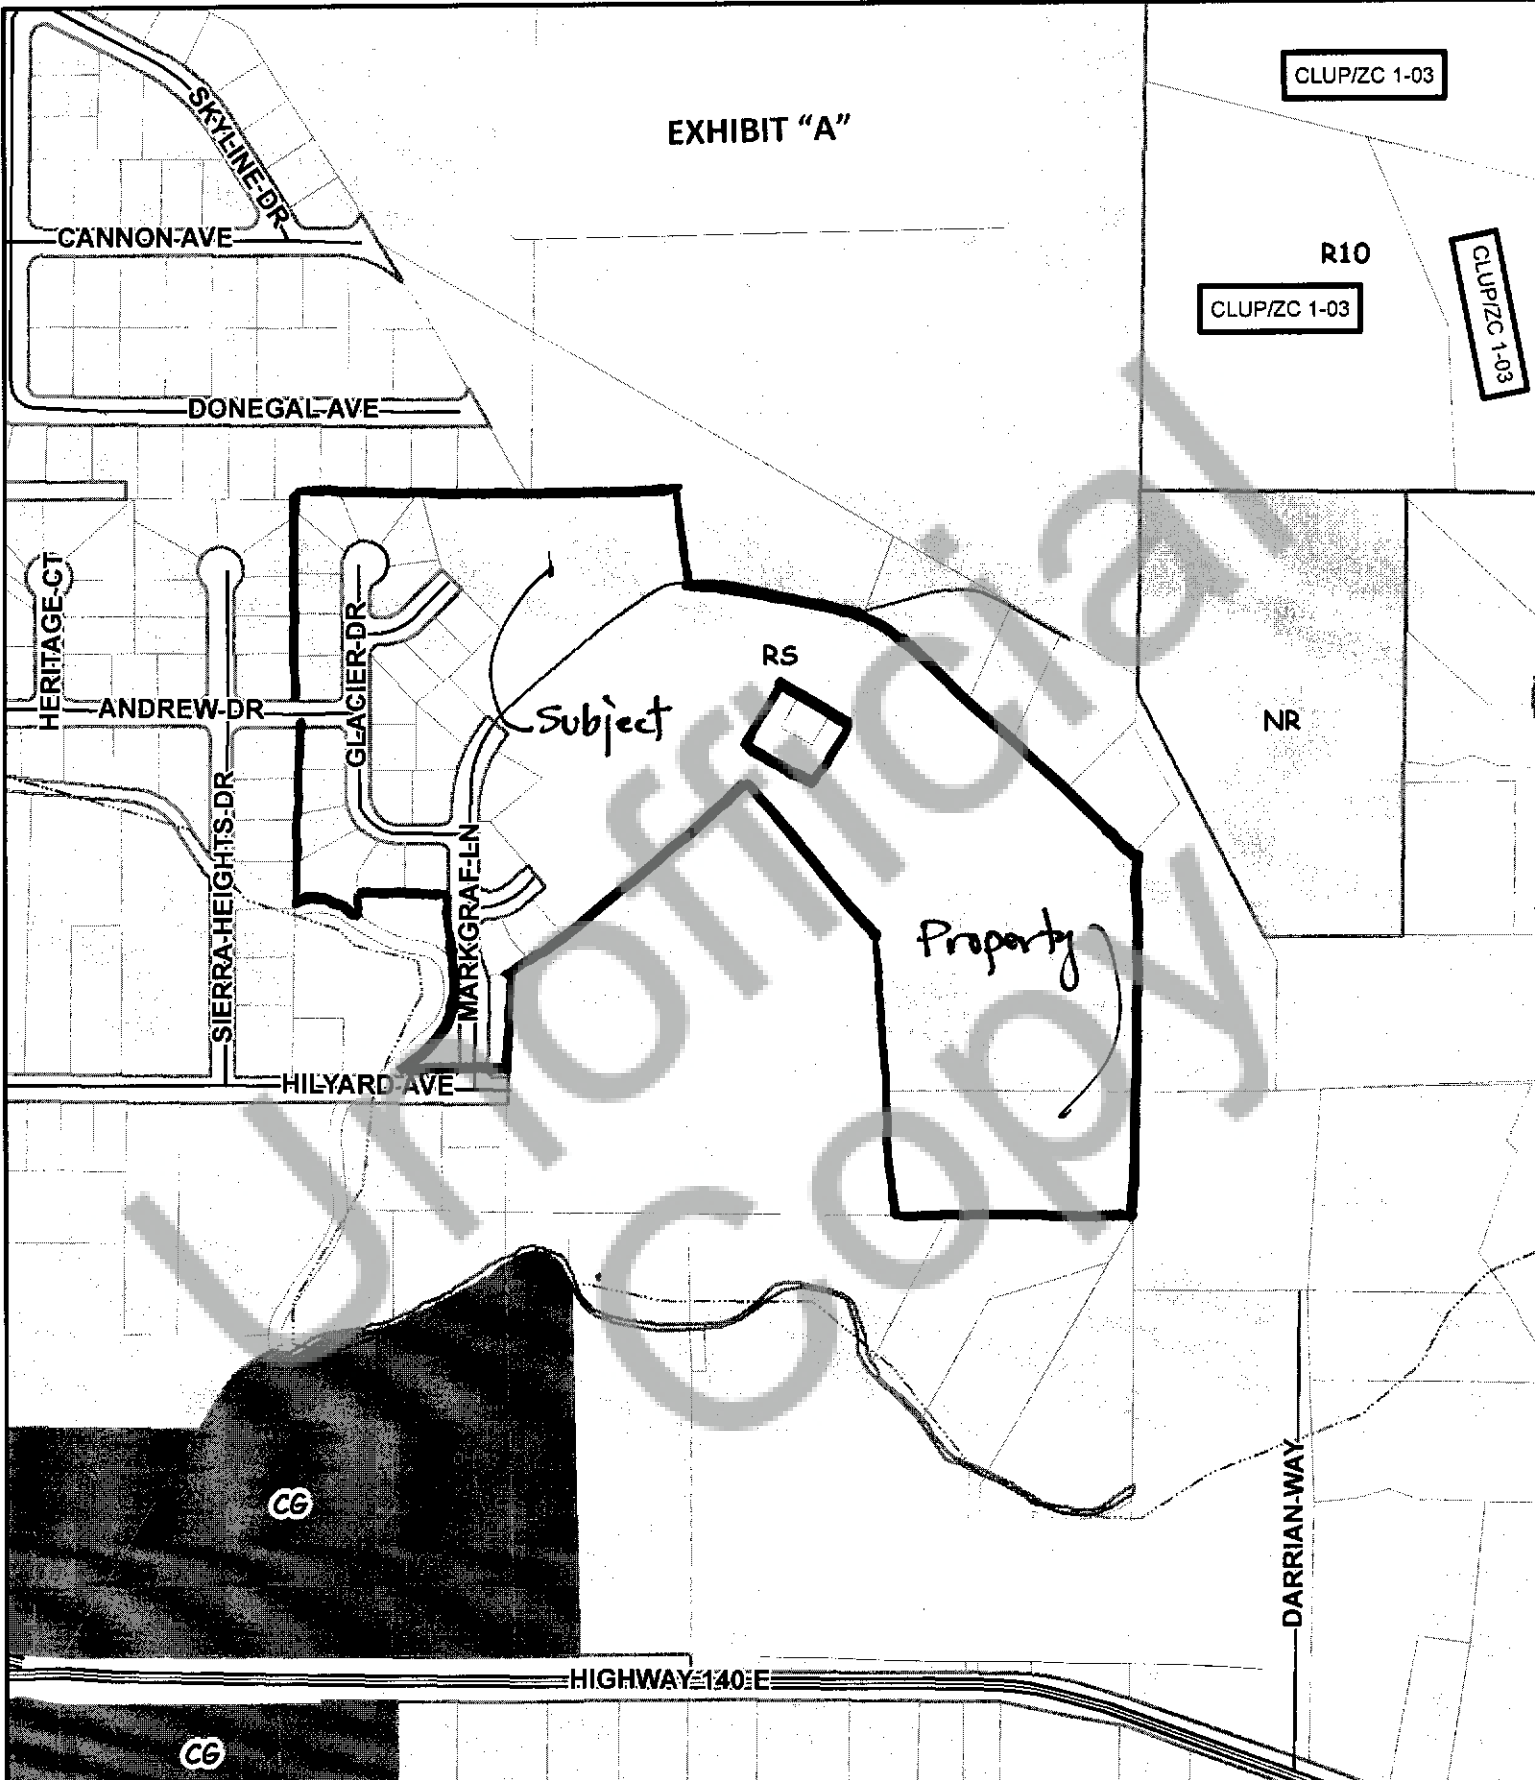 CLUP/ZC 1-03
EXHIBIT “A”
SKYLINE DR
CANNON AVE
R10
CLUP/ZC 1-03
CLUP/ZC 1-03
DONEGAL AVE
HERITAGE CT
GLACIER DR
RS
ANDREW DR
Subject
NR
SIERRA HEIGHTS DR
MARKGRAF LN
Property
HILYARD AVE
Unofficial
Copy
CG
DARRIAN WAY
HIGHWAY 140 E
CG